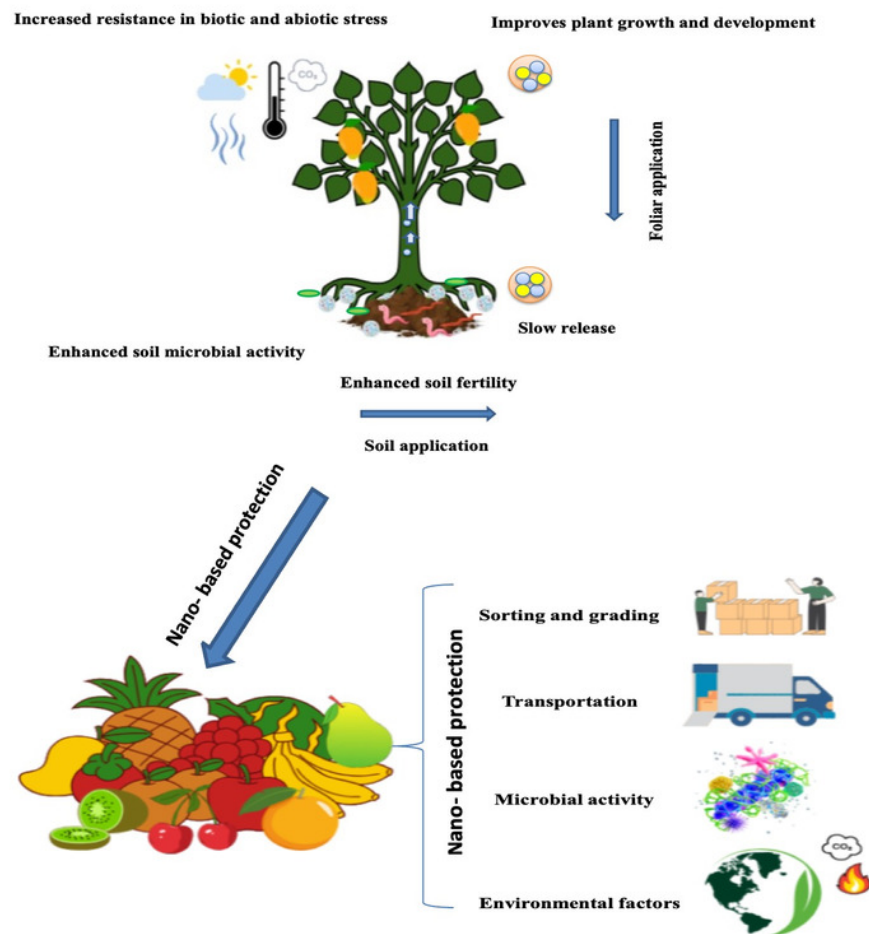 Increased resistance in biotic and abiotic stress
Improves plant growth and development
CO₂
Foliar application
Slow release
Enhanced soil microbial activity
Enhanced soil fertility
Soil application
Nano- based protection
Nano- based protection
Sorting and grading
Transportation
Microbial activity
CO₂
Environmental factors